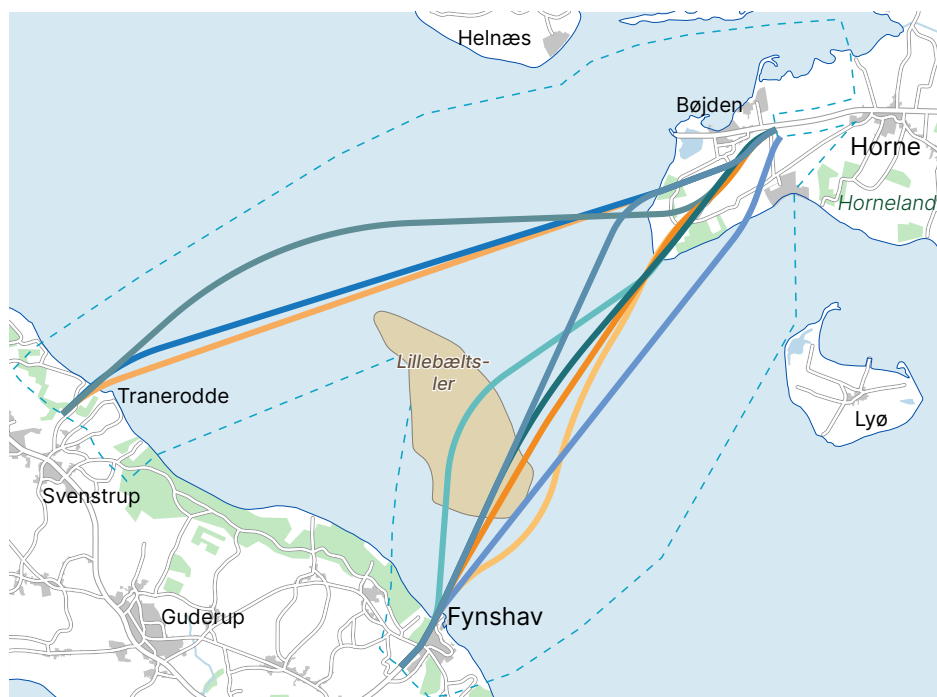 Helnæs
Bøjden
Horne
Horneland
Lillebælts-
ler
Tranerodde
Lyø
Svenstrup
Guderup
Fynshav